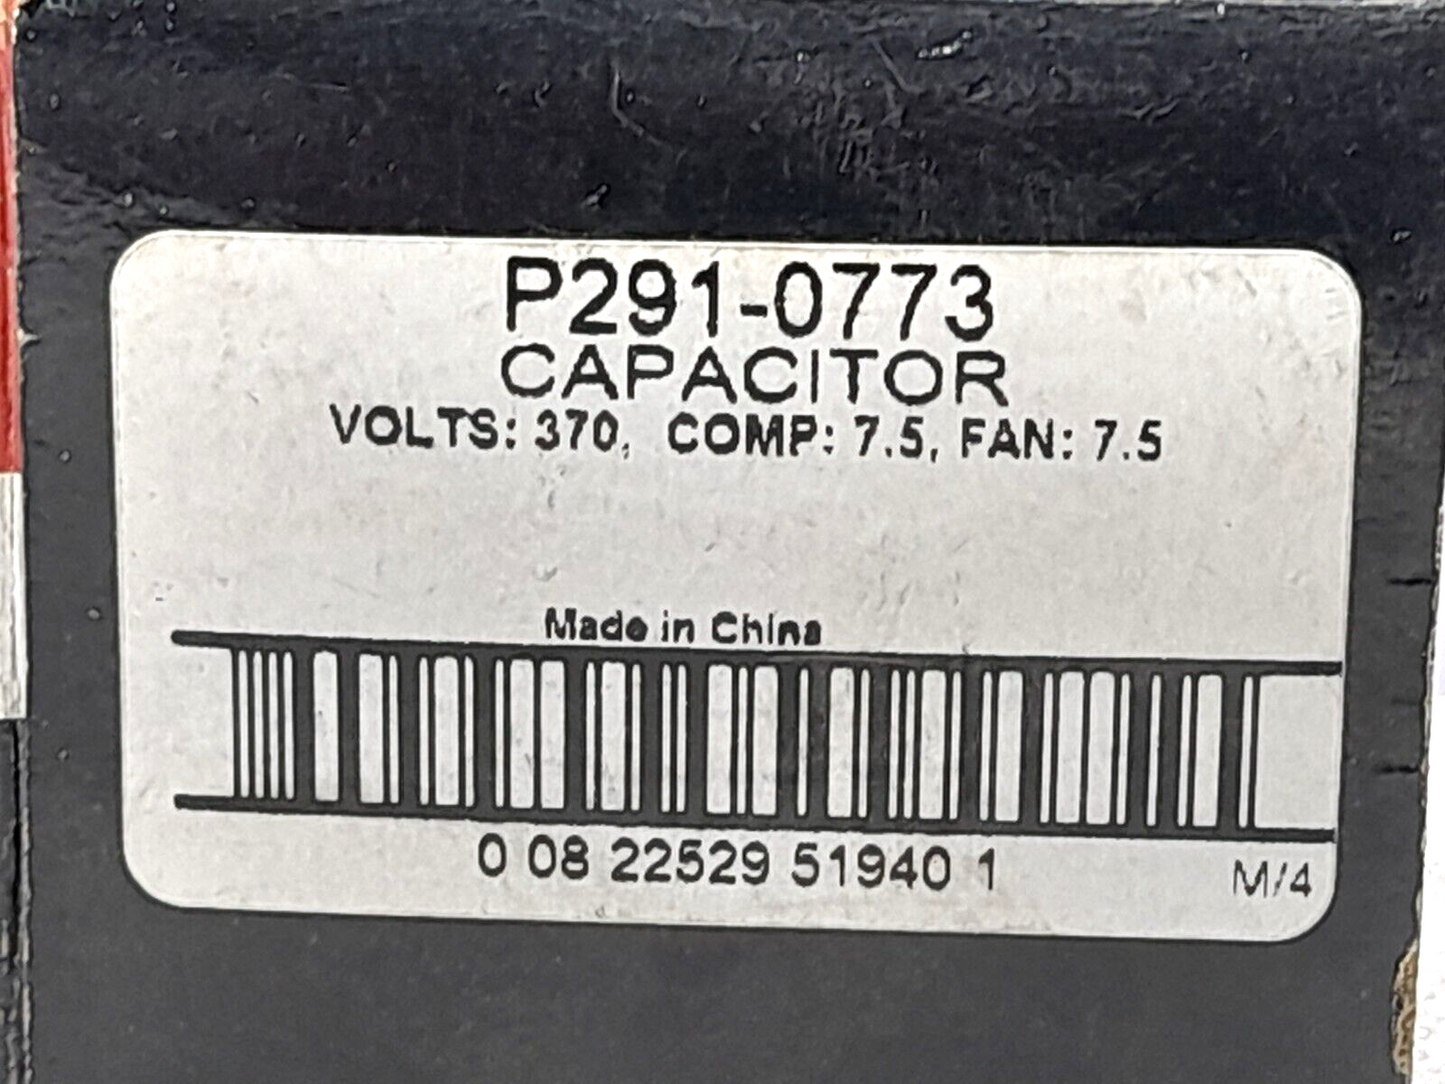 P291-0773
CAPACITOR
VOLTS: 370, COMP: 7.5, FAN: 7.5
Made in China
0 08 22529 51940 1
M/4